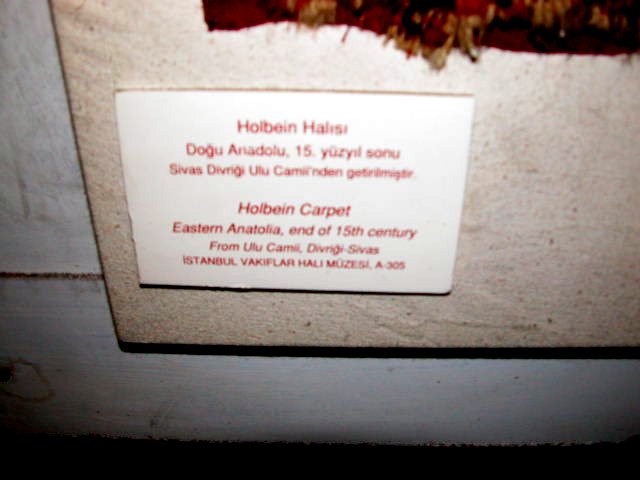 Holbein Halısı
Doğu Anadolu, 15. yüzyıl sonu
Sivas Divriği Ulu Camii'nden getirilmiştir.
Holbein Carpet
Eastern Anatolia, end of 15th century
From Ulu Camii, Divriği-Sivas
İSTANBUL VAKIFLAR HALI MÜZESİ, A-305